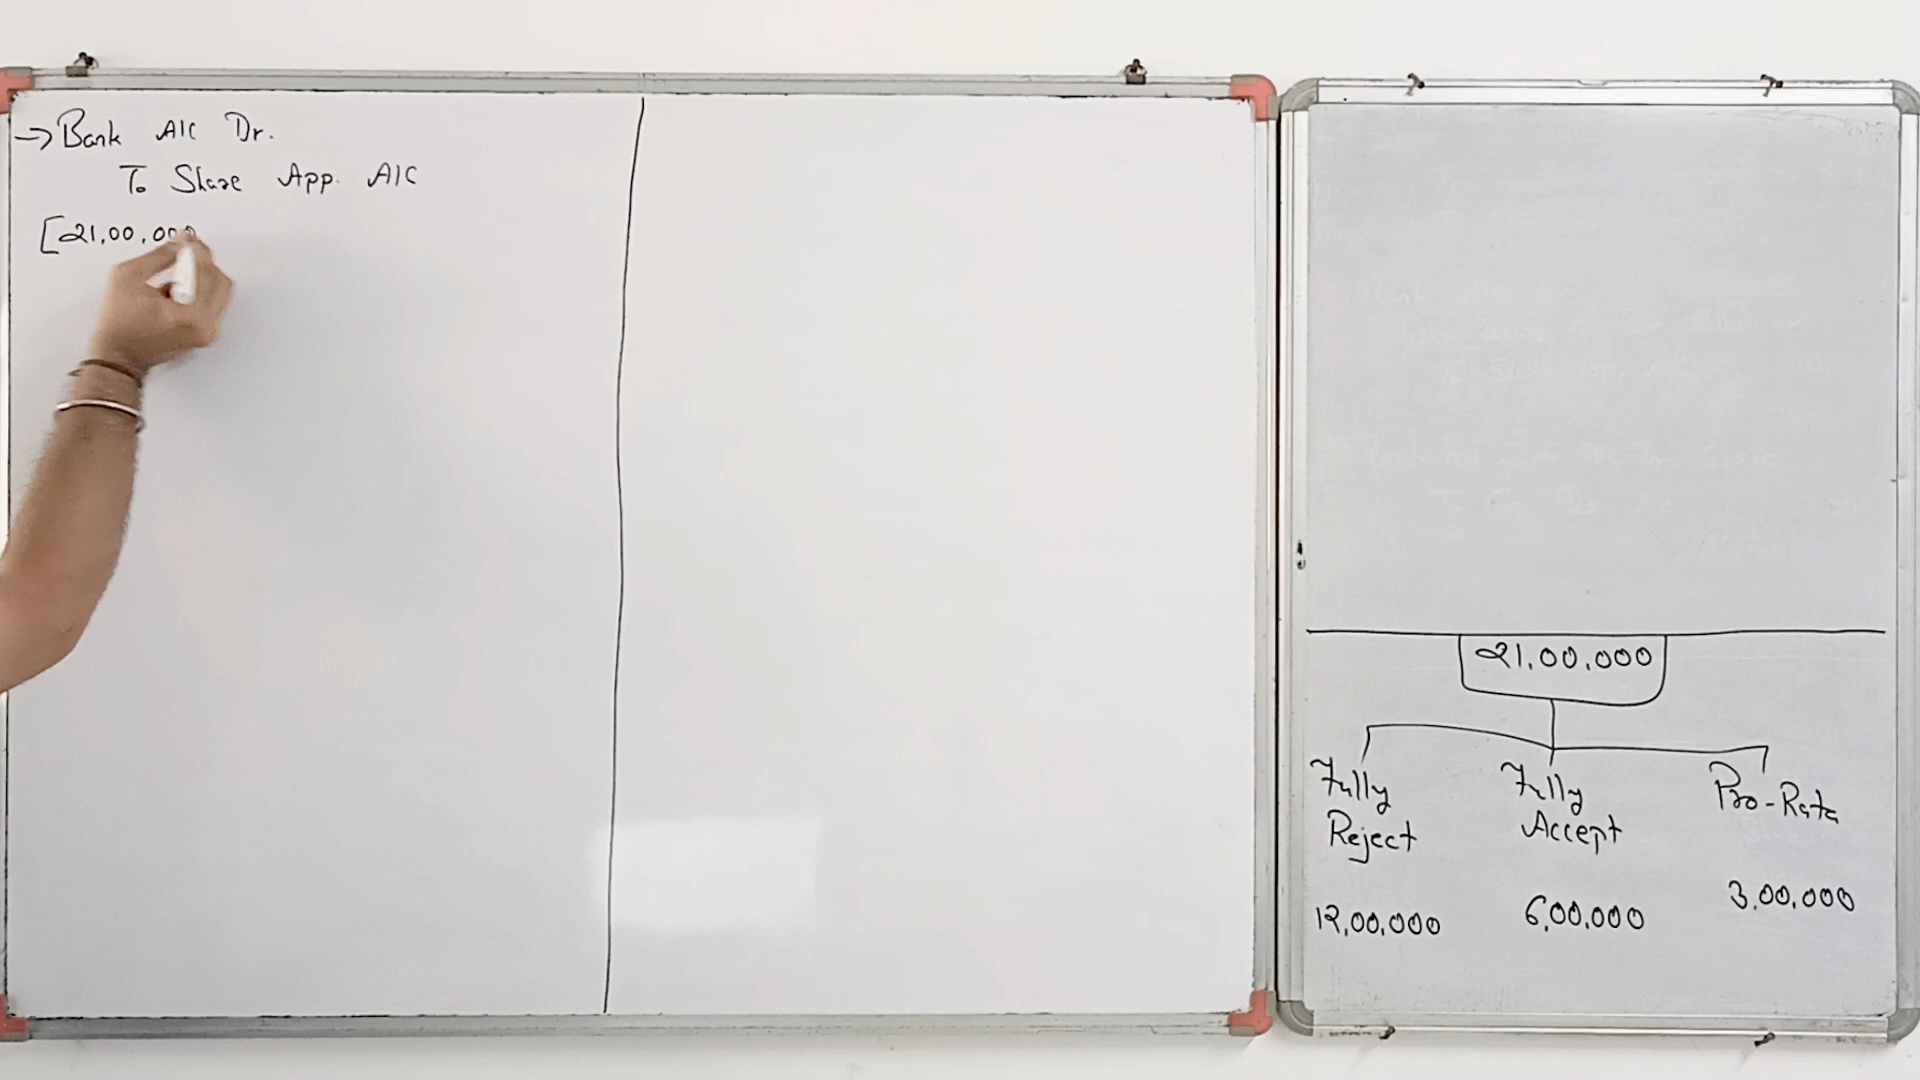 → Bank A/C Dr.
To Share App. A/C
[21,00,000
21,00,000
Fully Reject
Fully Accept
Pro-Rata
12,00,000
6,00,000
3,00,000